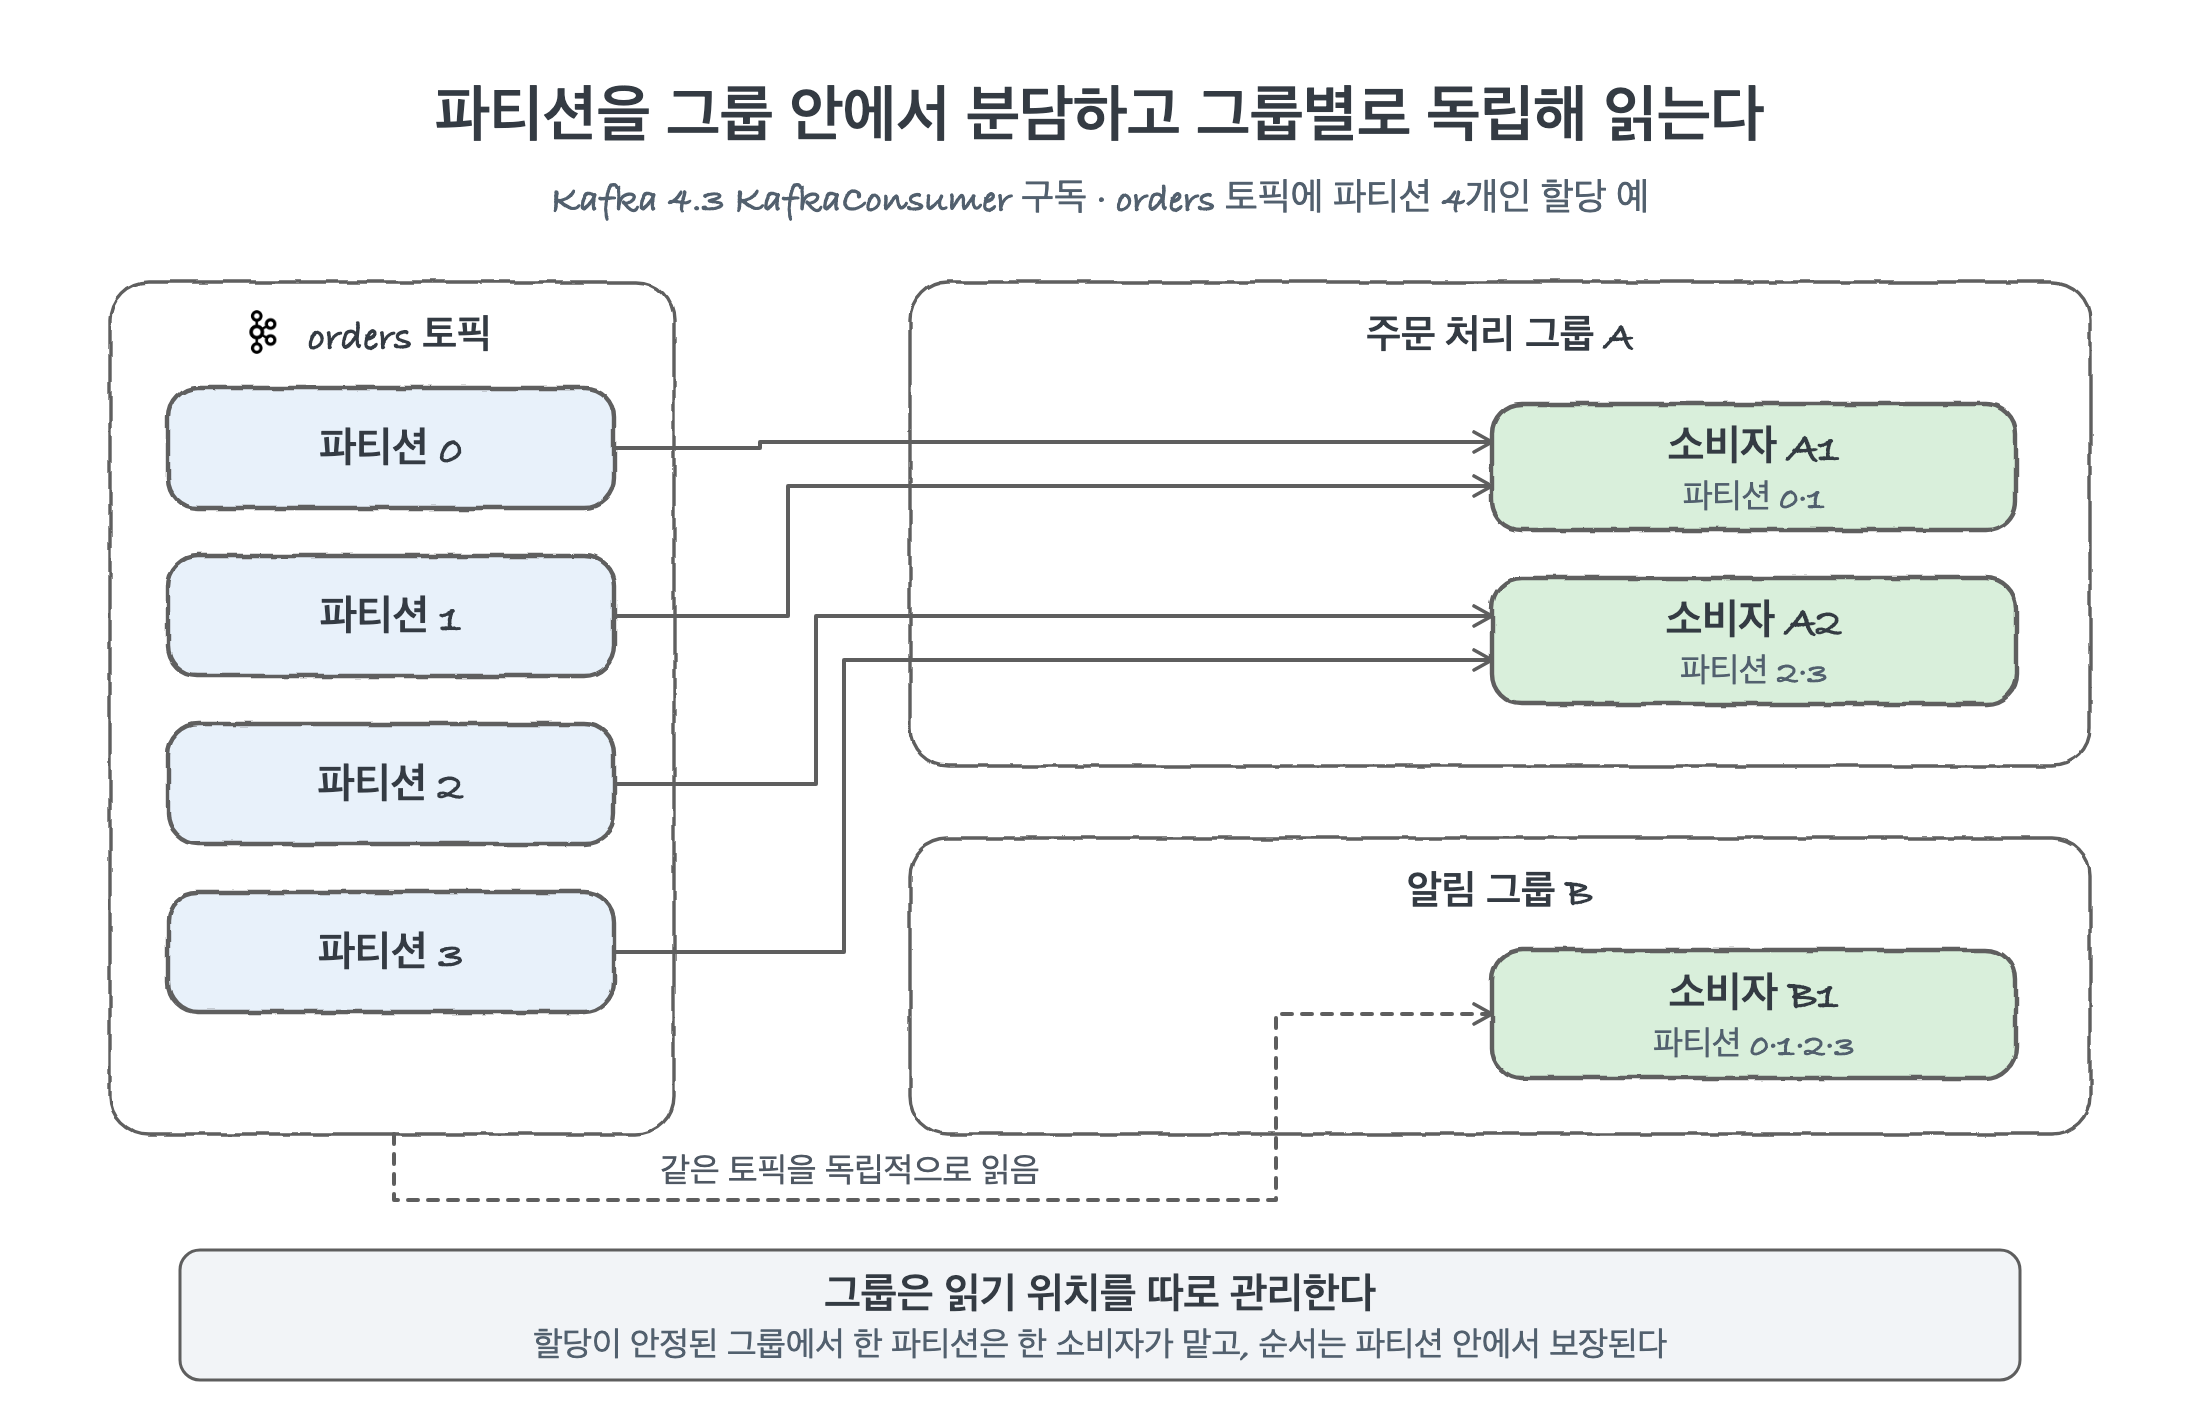 파티션을 그룹 안에서 분담하고 그룹별로 독립해 읽는다
Kafka 4.3 KafkaConsumer 구독 · orders 토픽에 파티션 4개인 할당 예
orders 토픽
파티션 0
파티션 1
파티션 2
파티션 3
주문 처리 그룹 A
소비자 A1
파티션 0·1
소비자 A2
파티션 2·3
알림 그룹 B
소비자 B1
파티션 0·1·2·3
같은 토픽을 독립적으로 읽음
그룹은 읽기 위치를 따로 관리한다
할당이 안정된 그룹에서 한 파티션은 한 소비자가 맡고, 순서는 파티션 안에서 보장된다